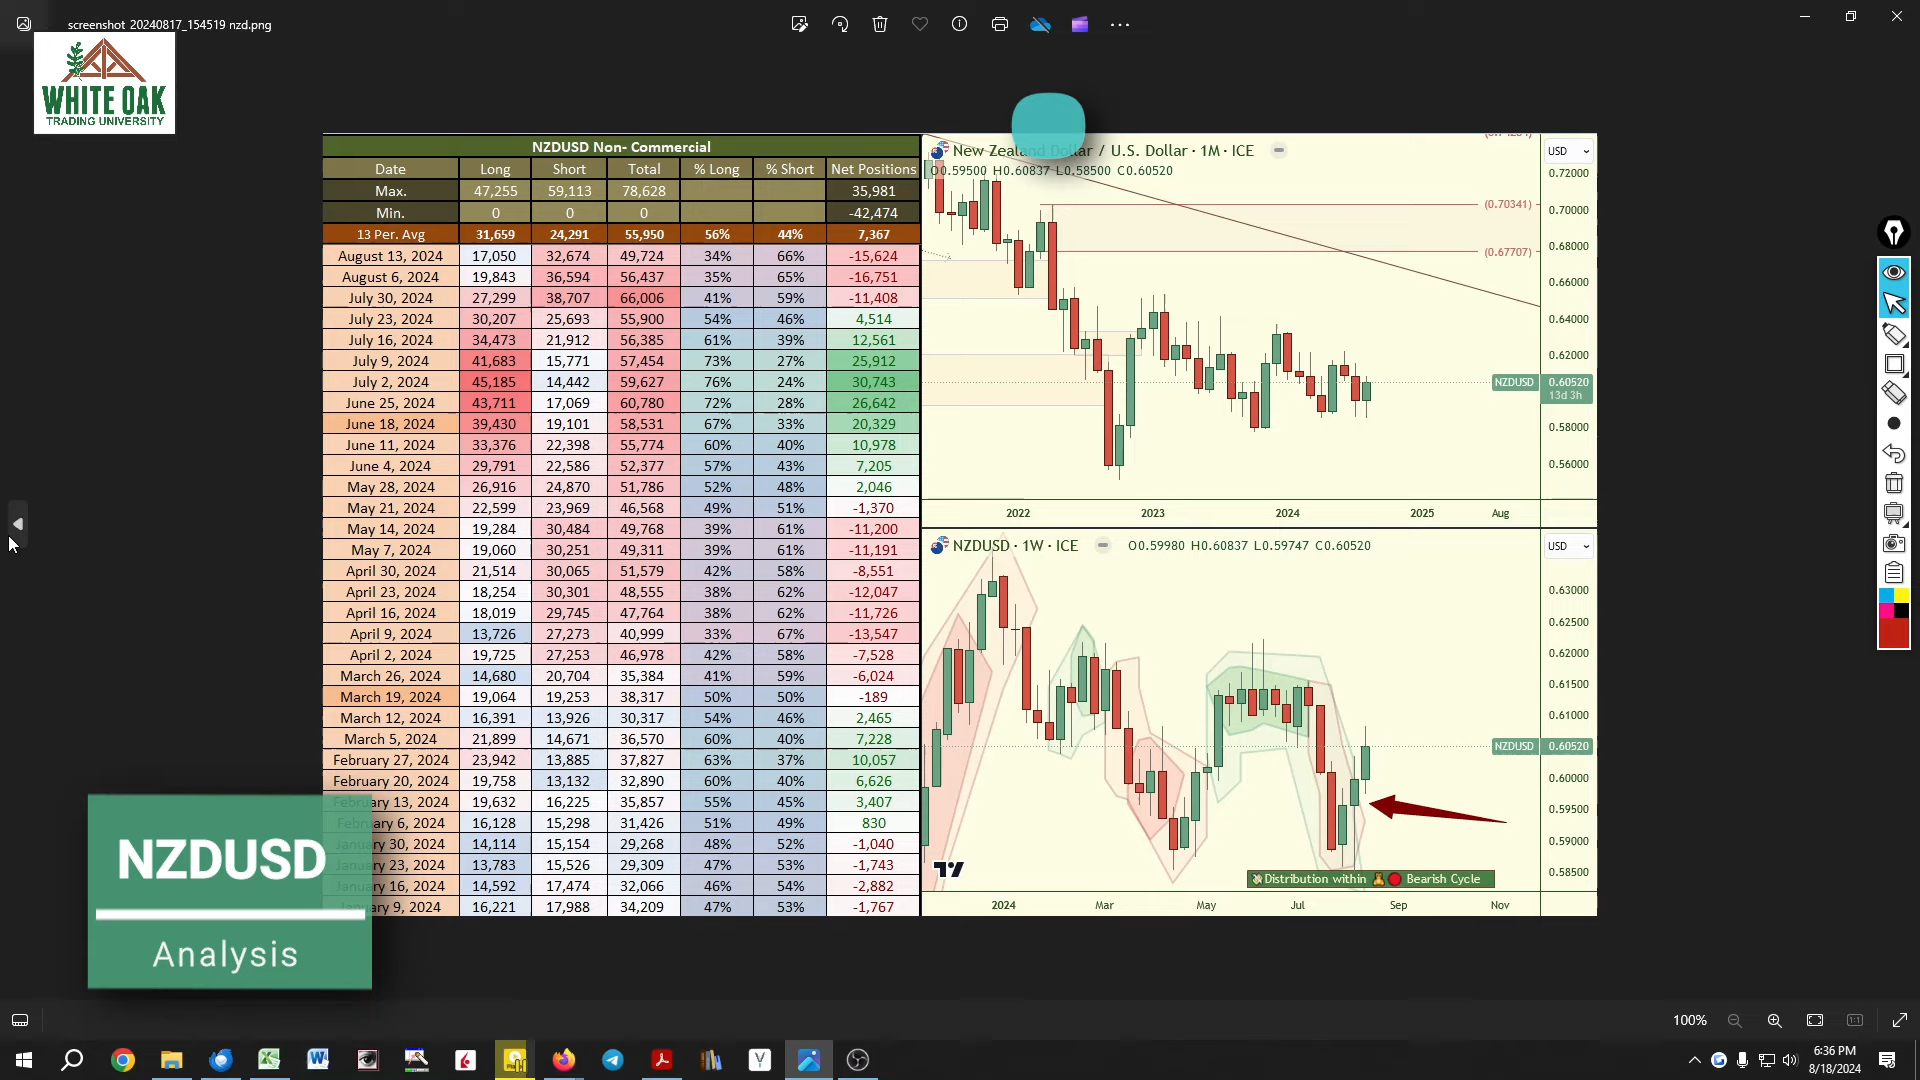 screenshot 20240817_154519 nzd.png
WHITE OAK
TRADING UNIVERSITY
NZDUSD Non- Commercial
Date Long Short Total % Long % Short Net Positions
Max. 47,255 59,113 78,628 35,981
Min. 0 0 0 -42,474
13 Per. Avg 31,659 24,291 55,950 56% 44% 7,367
August 13, 2024 17,050 32,674 49,724 34% 66% -15,624
August 6, 2024 19,843 36,594 56,437 35% 65% -16,751
July 30, 2024 27,299 38,707 66,006 41% 59% -11,408
July 23, 2024 30,207 25,693 55,900 54% 46% 4,514
July 16, 2024 34,473 21,912 56,385 61% 39% 12,561
July 9, 2024 41,683 15,771 57,454 73% 27% 25,912
July 2, 2024 45,185 14,442 59,627 76% 24% 30,743
June 25, 2024 43,711 17,069 60,780 72% 28% 26,642
June 18, 2024 39,430 19,101 58,531 67% 33% 20,329
June 11, 2024 33,376 22,398 55,774 60% 40% 10,978
June 4, 2024 29,791 22,586 52,377 57% 43% 7,205
May 28, 2024 26,916 24,870 51,786 52% 48% 2,046
May 21, 2024 22,599 23,969 46,568 49% 51% -1,370
May 14, 2024 19,284 30,484 49,768 39% 61% -11,200
May 7, 2024 19,060 30,251 49,311 39% 61% -11,191
April 30, 2024 21,514 30,065 51,579 42% 58% -8,551
April 23, 2024 18,254 30,301 48,555 38% 62% -12,047
April 16, 2024 18,019 29,745 47,764 38% 62% -11,726
April 9, 2024 13,726 27,273 40,999 33% 67% -13,547
April 2, 2024 19,725 27,253 46,978 42% 58% -7,528
March 26, 2024 14,680 20,704 35,384 41% 59% -6,024
March 19, 2024 19,064 19,253 38,317 50% 50% -189
March 12, 2024 16,391 13,926 30,317 54% 46% 2,465
March 5, 2024 21,899 14,671 36,570 60% 40% 7,228
February 27, 2024 23,942 13,885 37,827 63% 37% 10,057
February 20, 2024 19,758 13,132 32,890 60% 40% 6,626
February 13, 2024 19,632 16,225 35,857 55% 45% 3,407
February 6, 2024 16,128 15,298 31,426 51% 49% 830
January 30, 2024 14,114 15,154 29,268 48% 52% -1,040
January 23, 2024 13,783 15,526 29,309 47% 53% -1,743
January 16, 2024 14,592 17,474 32,066 46% 54% -2,882
January 9, 2024 16,221 17,988 34,209 47% 53% -1,767
New Zealand Dollar / U.S. Dollar · 1M · ICE
O0.59500 H0.60837 L0.58500 C0.60520
USD
0.72000
(0.70341)
0.70000
0.68000
(0.67707)
0.66000
0.64000
0.62000
NZDUSD 0.60520
13d 3h
0.58000
0.56000
2022 2023 2024 2025 Aug
NZDUSD · 1W · ICE O0.59980 H0.60837 L0.59747 C0.60520
USD
0.63000
0.62500
0.62000
0.61500
0.61000
NZDUSD 0.60520
0.60000
0.59500
0.59000
0.58500
Distribution within Bearish Cycle
2024 Mar May Jul Sep Nov
NZDUSD
Analysis
100%
1:1
6:36 PM
8/18/2024